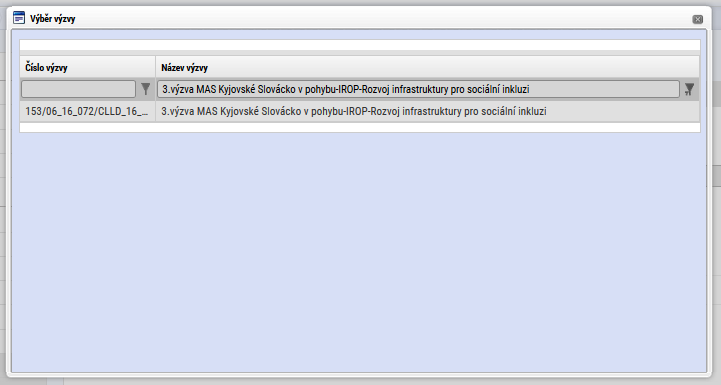 Výběr výzvy
Číslo výzvy Název výzvy
3.výzva MAS Kyjovské Slovácko v pohybu-IROP-Rozvoj infrastruktury pro sociální inkluzi
153/06_16_072/CLLD_16_... 3.výzva MAS Kyjovské Slovácko v pohybu-IROP-Rozvoj infrastruktury pro sociální inkluzi